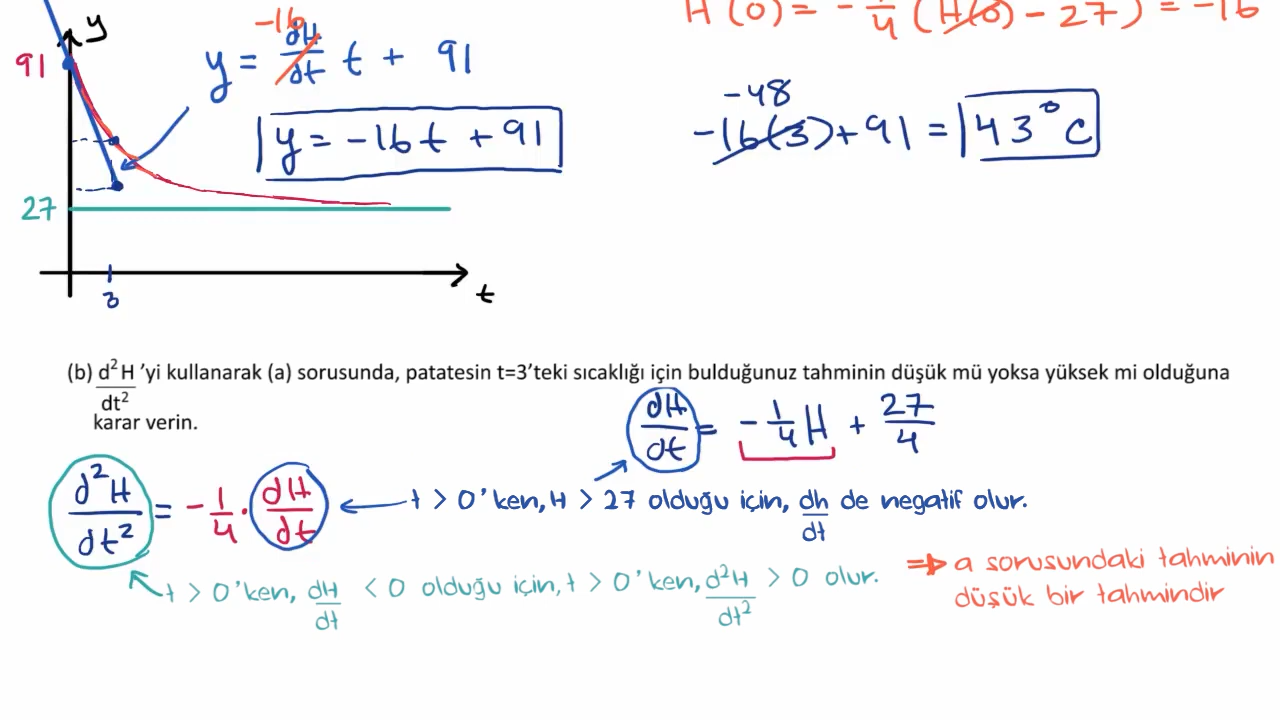 H'(0) = -1/4 (H(0) - 27) = -16
y
-16
91
y = dH/dt t + 91
-48
-16(3) + 91 = 43°C
y = -16t + 91
27
3
t
(b) d²H/dt² 'yi kullanarak (a) sorusunda, patatesin t=3'teki sıcaklığı için bulduğunuz tahminin düşük mü yoksa yüksek mi olduğuna
karar verin.
dH/dt = -1/4 H + 27/4
d²H/dt² = -1/4 · dH/dt
t > 0'ken, H > 27 olduğu için, dh/dt de negatif olur.
t > 0'ken, dH/dt < 0 olduğu için, t > 0'ken, d²H/dt² > 0 olur.
⇒ a sorusundaki tahminin
düşük bir tahmindir